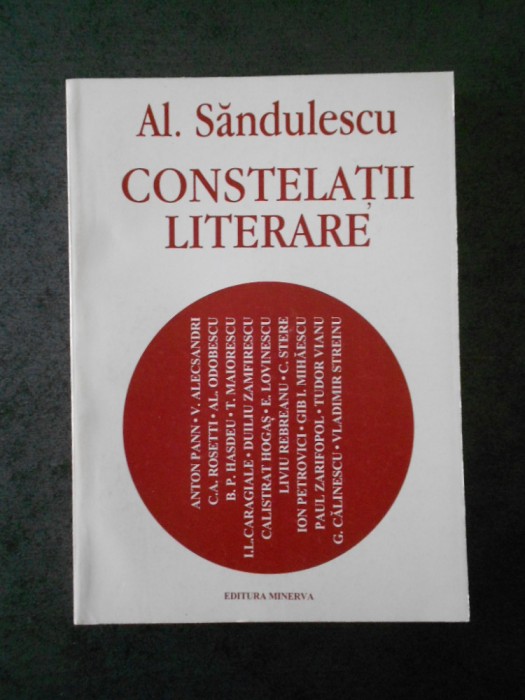 Al. Săndulescu
CONSTELAȚII
LITERARE
ANTON PANN • V. ALECSANDRI
C.A. ROSETTI • AL. ODOBESCU
B. P. HASDEU • T. MAIORESCU
I.L.CARAGIALE • DUILIU ZAMFIRESCU
CALISTRAT HOGAȘ • E. LOVINESCU
LIVIU REBREANU • C. STERE
ION PETROVICI • GIB I. MIHĂESCU
PAUL ZARIFOPOL • TUDOR VIANU
G. CĂLINESCU • VLADIMIR STREINU
EDITURA MINERVA